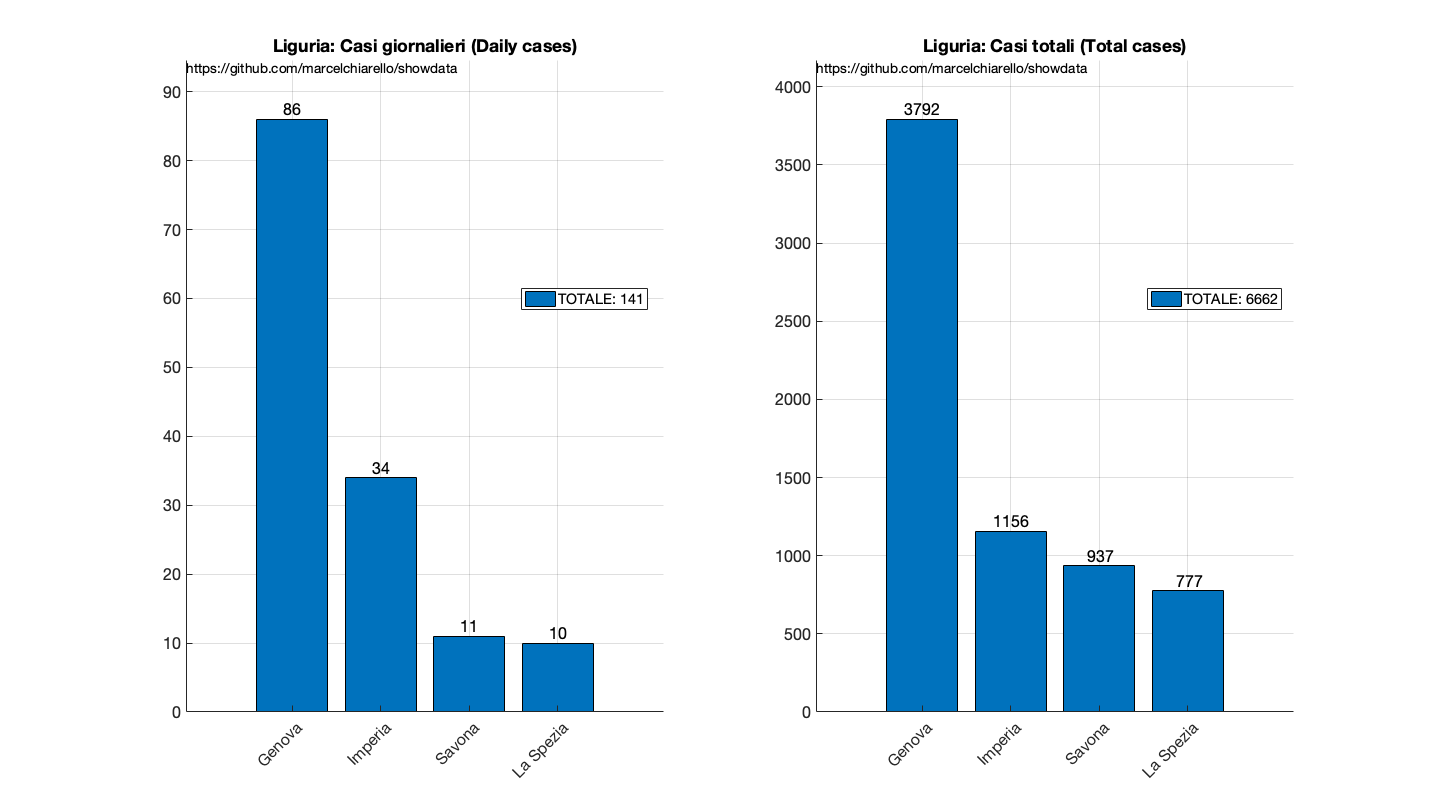 Liguria: Casi giornalieri (Daily cases)
https://github.com/marcelchiarello/showdata
90
80
70
60
50
40
30
20
10
0
86
34
11
10
TOTALE: 141
Genova
Imperia
Savona
La Spezia
Liguria: Casi totali (Total cases)
https://github.com/marcelchiarello/showdata
4000
3500
3000
2500
2000
1500
1000
500
0
3792
1156
937
777
TOTALE: 6662
Genova
Imperia
Savona
La Spezia